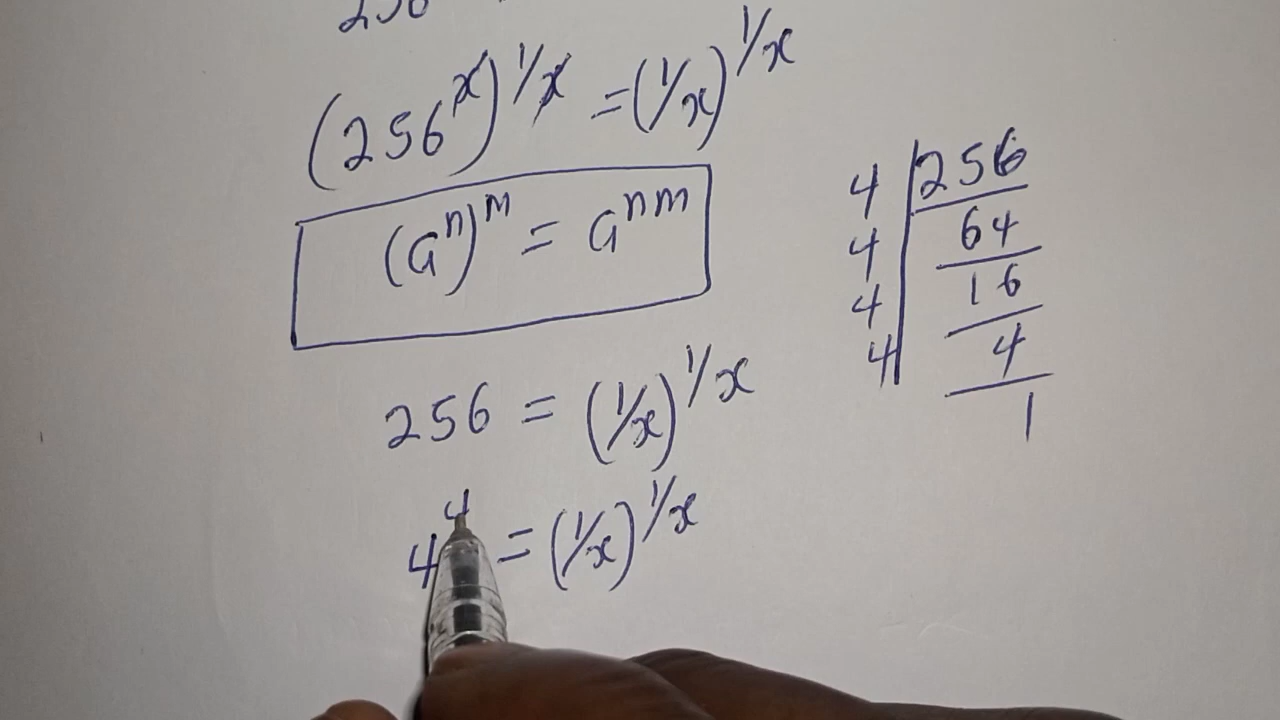 256
(256^x)^1/x = (1/x)^1/x
(a^n)^m = a^nm
256 = (1/x)^1/x
4^4 = (1/x)^1/x
4 | 256
4 | 64
4 | 16
4 | 4
1